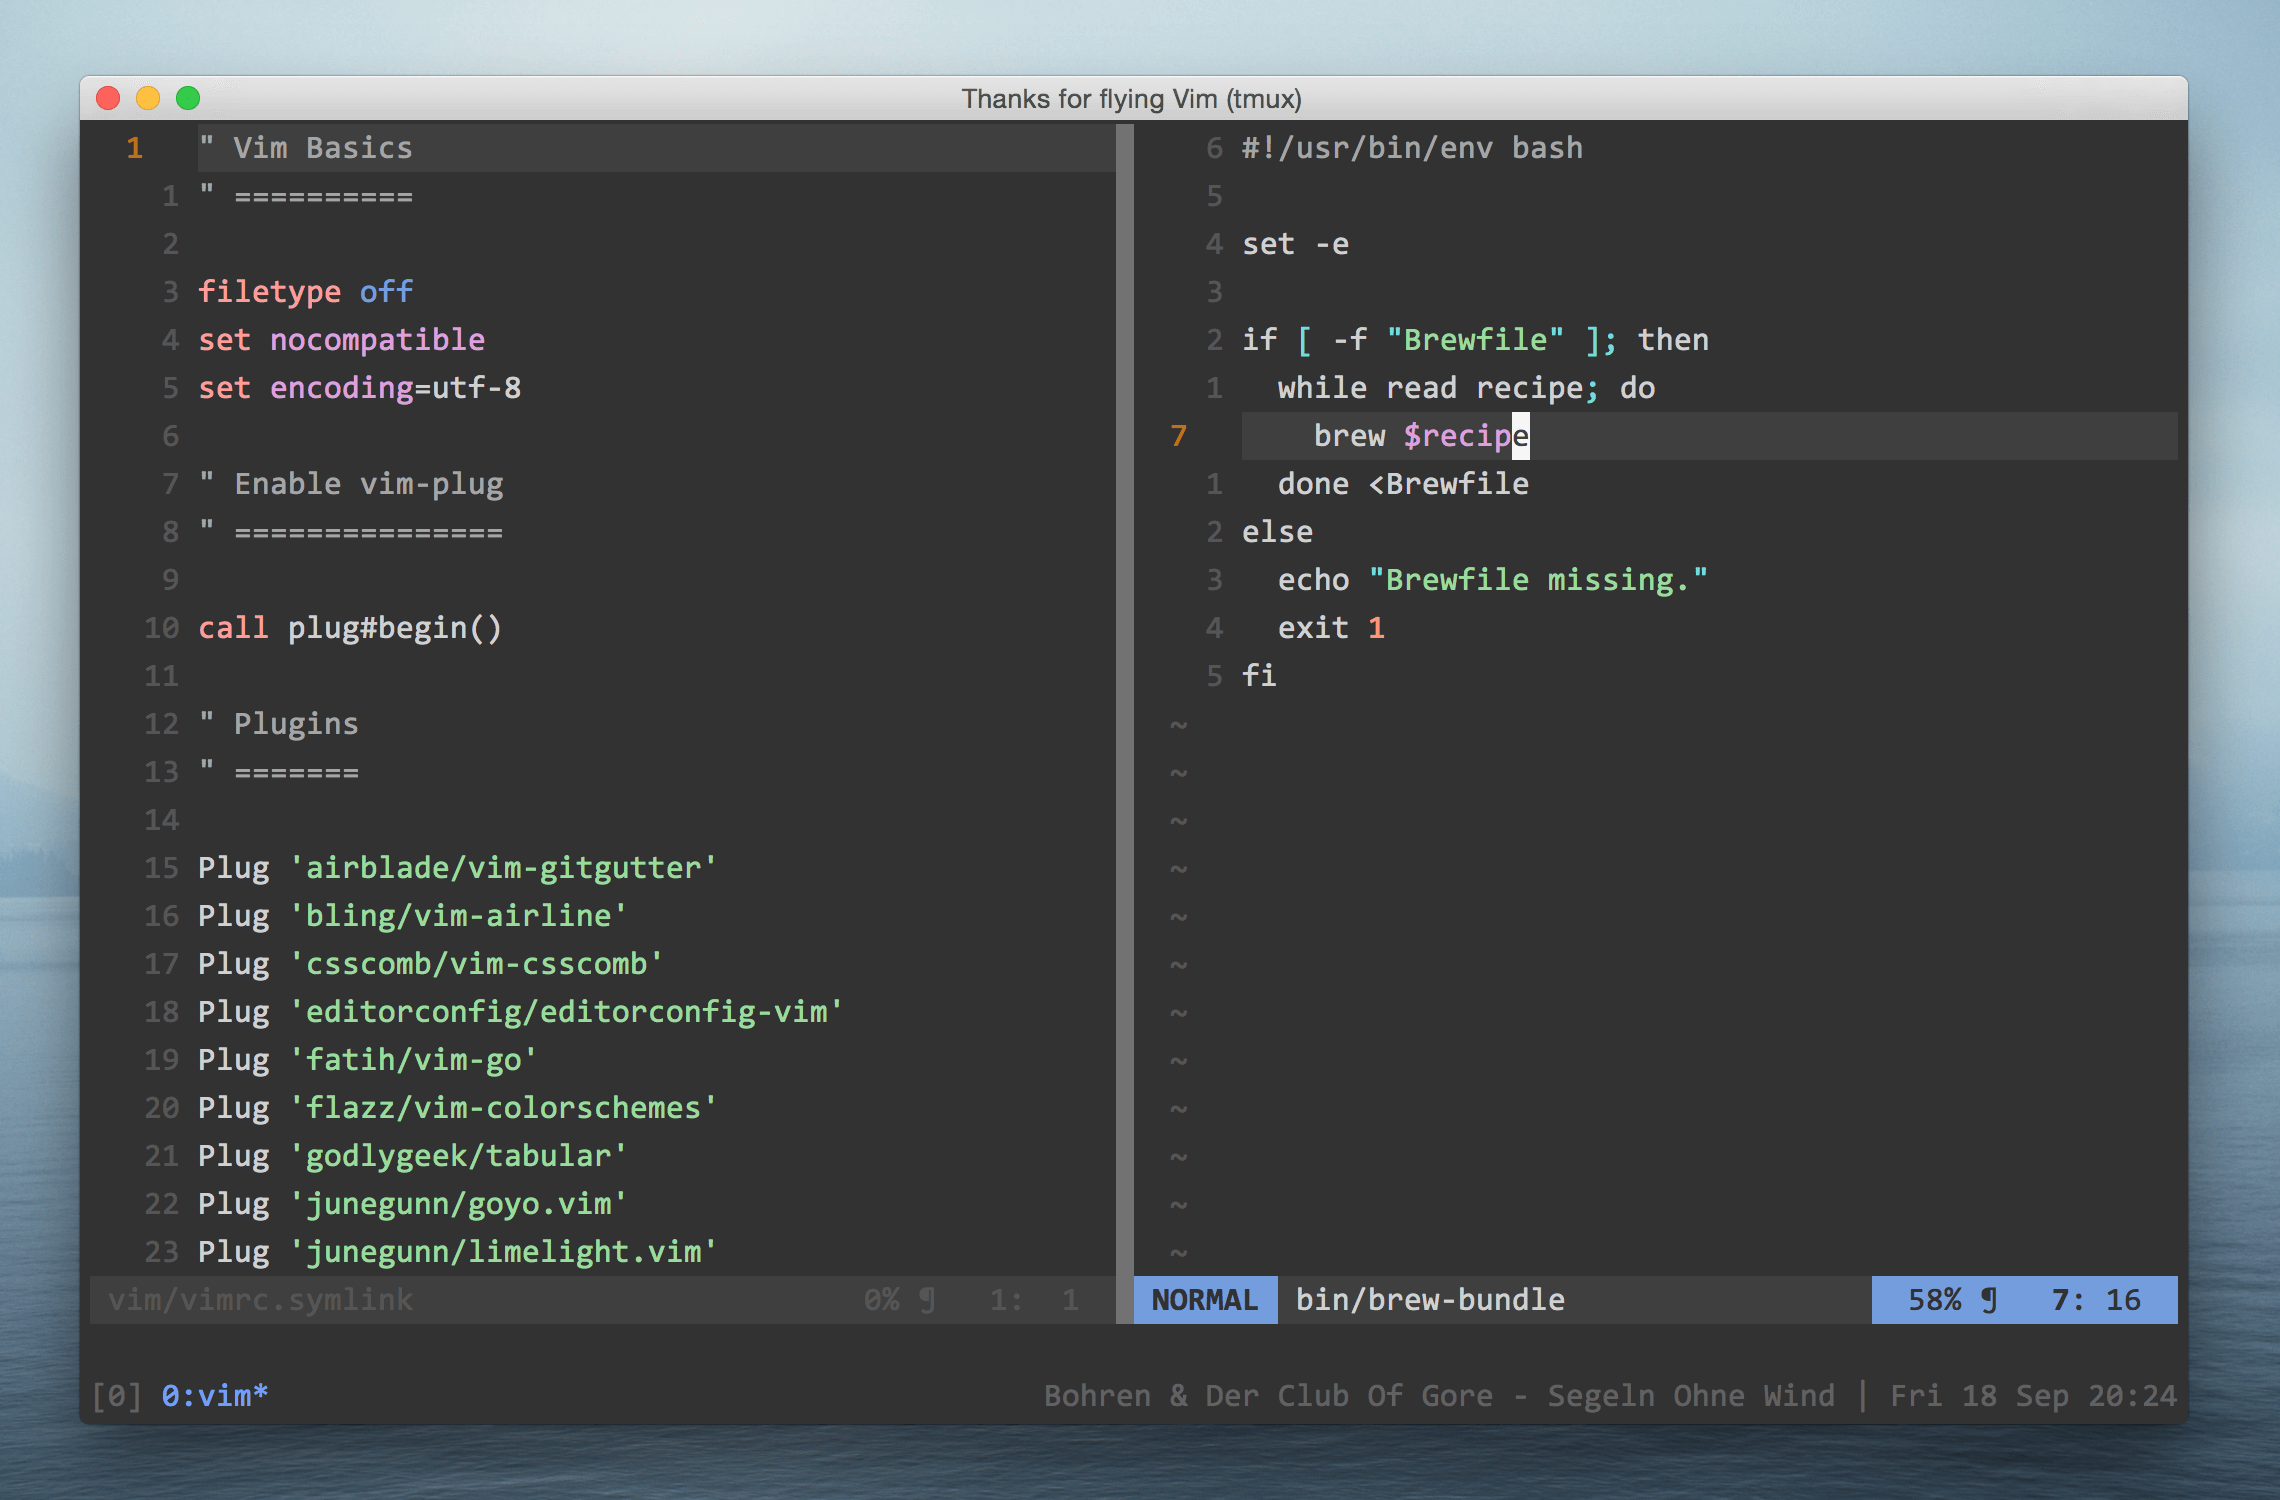 Thanks for flying Vim (tmux)
1 " Vim Basics
1 " ==========
2
3 filetype off
4 set nocompatible
5 set encoding=utf-8
6
7 " Enable vim-plug
8 " ===============
9
10 call plug#begin()
11
12 " Plugins
13 " =======
14
15 Plug 'airblade/vim-gitgutter'
16 Plug 'bling/vim-airline'
17 Plug 'csscomb/vim-csscomb'
18 Plug 'editorconfig/editorconfig-vim'
19 Plug 'fatih/vim-go'
20 Plug 'flazz/vim-colorschemes'
21 Plug 'godlygeek/tabular'
22 Plug 'junegunn/goyo.vim'
23 Plug 'junegunn/limelight.vim'
vim/vimrc.symlink 0% ¶ 1: 1
6 #!/usr/bin/env bash
5
4 set -e
3
2 if [ -f "Brewfile" ]; then
1 while read recipe; do
7 brew $recipe
1 done <Brewfile
2 else
3 echo "Brewfile missing."
4 exit 1
5 fi
~
~
~
~
~
~
~
~
~
~
~
~
NORMAL bin/brew-bundle 58% ¶ 7: 16
[0] 0:vim* Bohren & Der Club Of Gore - Segeln Ohne Wind | Fri 18 Sep 20:24